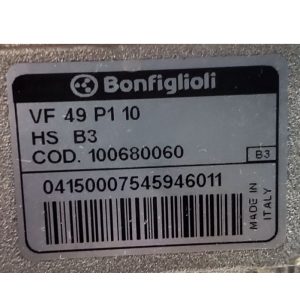 Bonfiglioli
VF 49 P1 10
HS B3
COD. 100680060
B3
04150007545946011
MADE IN
ITALY